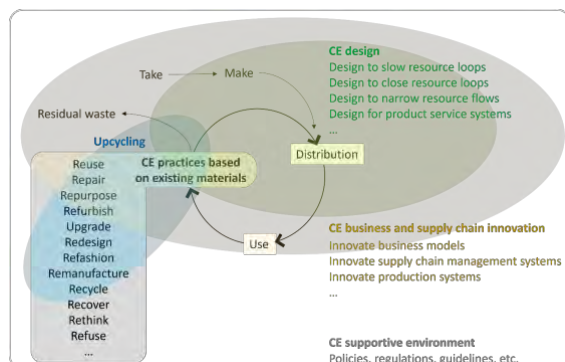 CE design
Design to slow resource loops
Design to close resource loops
Design to narrow resource flows
Design for product service systems
...
Take
Make
Residual waste
Upcycling
CE practices based
on existing materials
Distribution
Use
Reuse
Repair
Repurpose
Refurbish
Upgrade
Redesign
Refashion
Remanufacture
Recycle
Recover
Rethink
Refuse
...
CE business and supply chain innovation
Innovate business models
Innovate supply chain management systems
Innovate production systems
...
CE supportive environment
Policies, regulations, guidelines, etc.